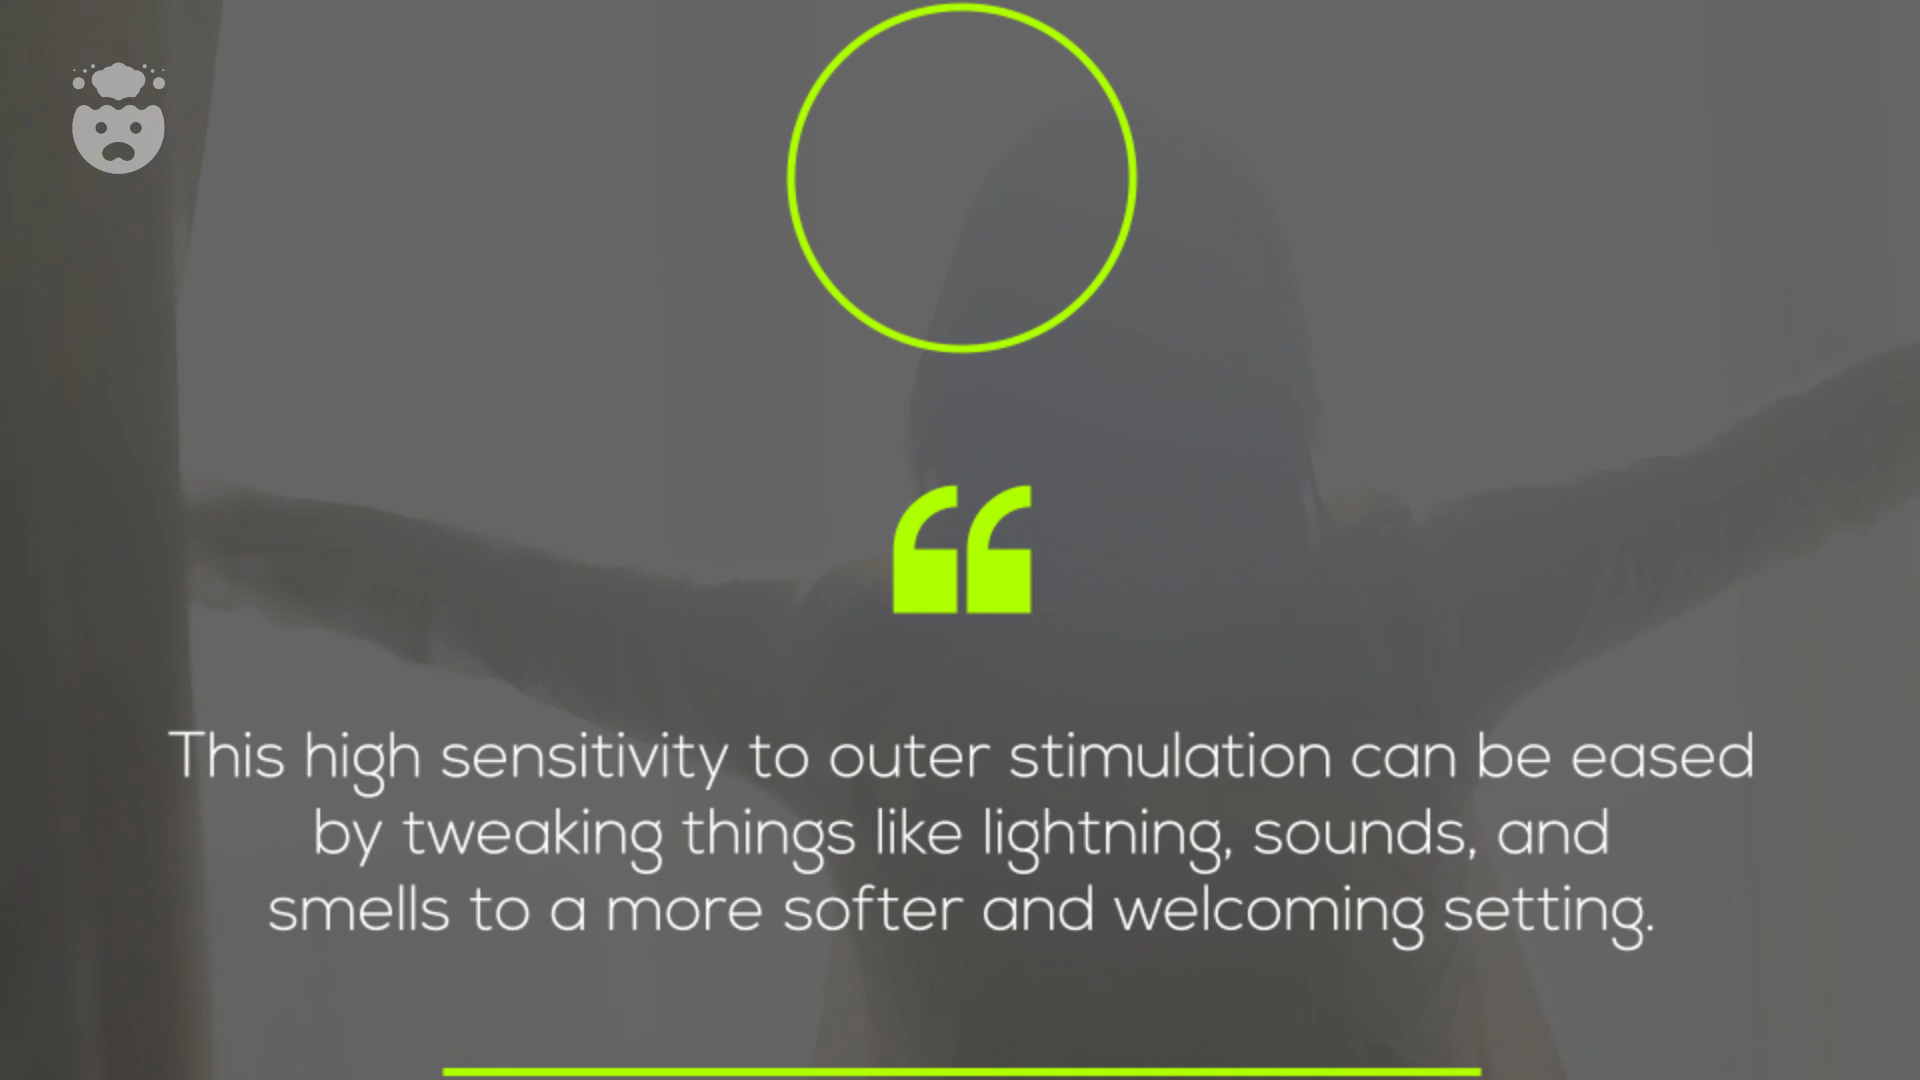 This high sensitivity to outer stimulation can be eased
by tweaking things like lightning, sounds, and
smells to a more softer and welcoming setting.